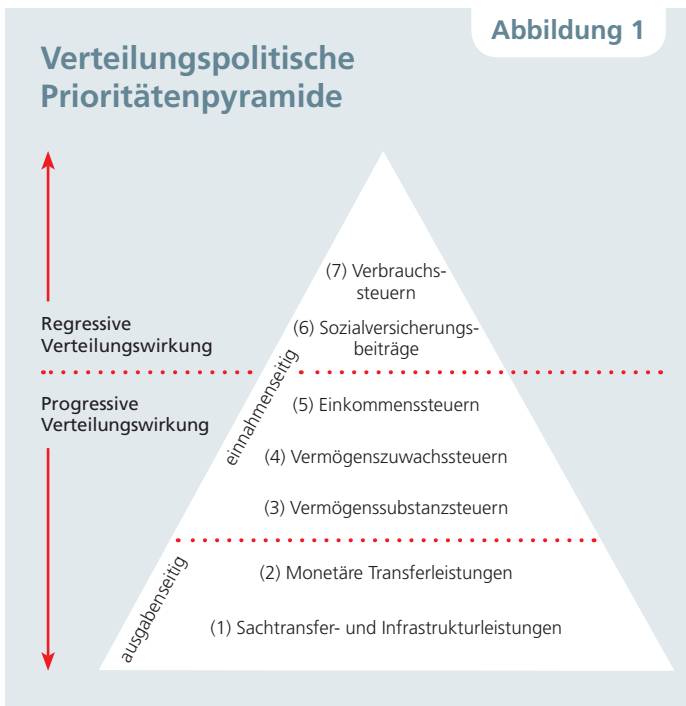 Abbildung 1
Verteilungspolitische
Prioritätenpyramide
(7) Verbrauchs-
steuern
Regressive
Verteilungswirkung
(6) Sozialversicherungs-
beiträge
einnahmenseitig
Progressive
Verteilungswirkung
(5) Einkommenssteuern
(4) Vermögenszuwachssteuern
(3) Vermögenssubstanzsteuern
ausgabenseitig
(2) Monetäre Transferleistungen
(1) Sachtransfer- und Infrastrukturleistungen